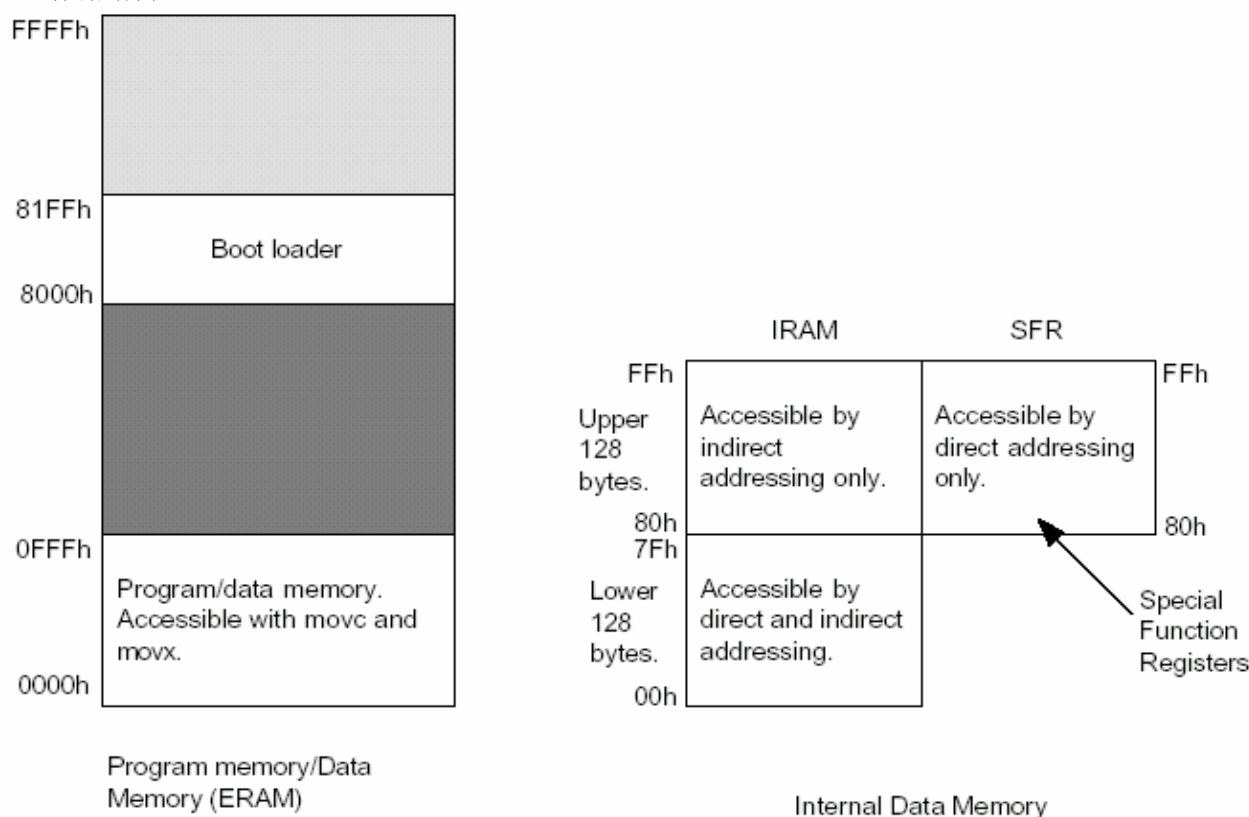 FFFFh
81FFh
Boot loader
8000h
0FFFh
Program/data memory.
Accessible with movc and
movx.
0000h
Program memory/Data
Memory (ERAM)
IRAM
SFR
FFh
FFh
Upper
128
bytes.
Accessible by
indirect
addressing only.
Accessible by
direct addressing
only.
80h
80h
7Fh
Lower
128
bytes.
Accessible by
direct and indirect
addressing.
00h
Special
Function
Registers
Internal Data Memory